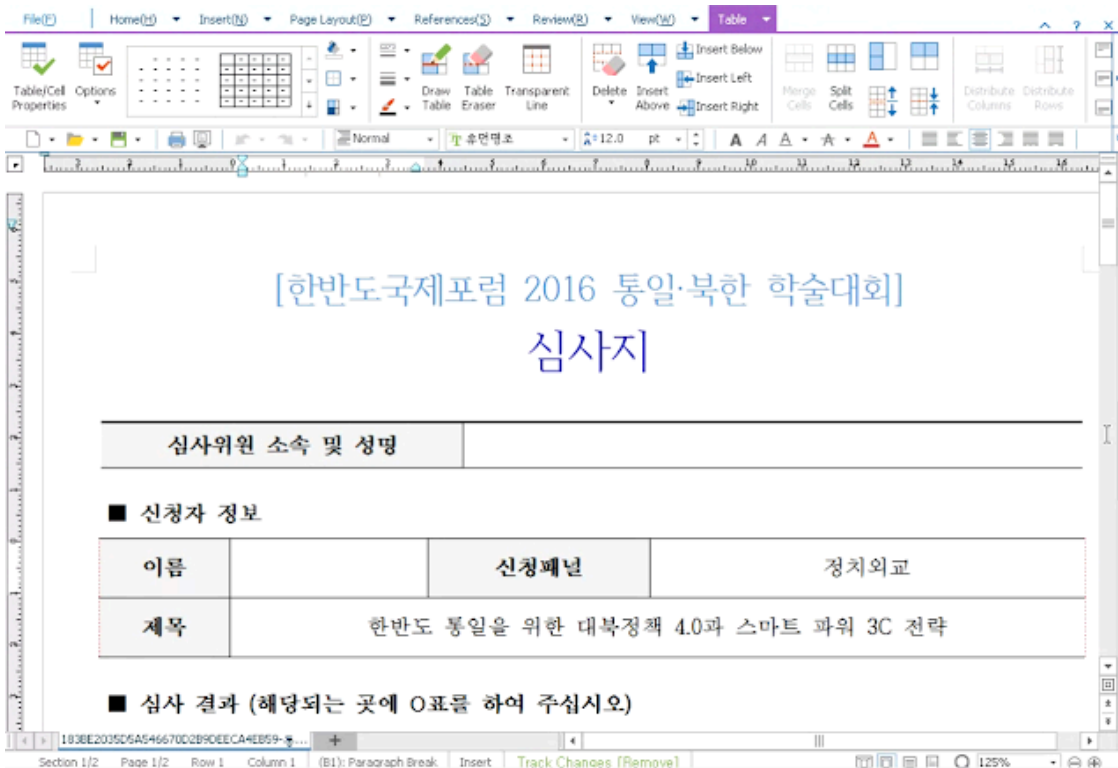 File(F) Home(H) Insert(N) Page Layout(P) References(S) Review(R) View(W) Table
Table/Cell Properties Options Draw Table Table Eraser Transparent Line Delete Insert Above Insert Below Insert Left Insert Right Merge Cells Split Cells Distribute Columns Distribute Rows
Normal 휴먼명조 12.0 pt
[한반도국제포럼 2016 통일·북한 학술대회]
심사지
심사위원 소속 및 성명
■ 신청자 정보
이름 신청패널 정치외교
제목 한반도 통일을 위한 대북정책 4.0과 스마트 파워 3C 전략
■ 심사 결과 (해당되는 곳에 O표를 하여 주십시오)
Section 1/2 Page 1/2 Row 1 Column 1 (B1): Paragraph Break Insert Track Changes [Remove] 125%